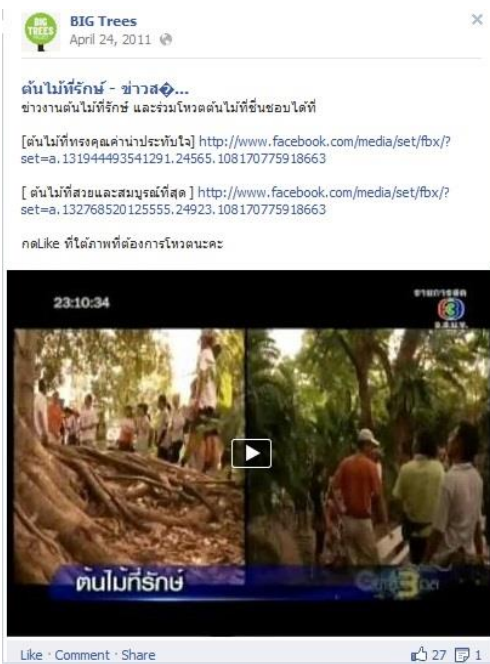 BIG TREES
BIG Trees
April 24, 2011
ต้นไม้ที่รักษ์ - ข่าวส�...
ข่าวงานต้นไม้ที่รักษ์ และร่วมโหวตต้นไม้ที่ชื่นชอบได้ที่
[ต้นไม้ที่ทรงคุณค่าน่าประทับใจ] http://www.facebook.com/media/set/fbx/?
set=a.131944493541291.24565.108170775918663
[ ต้นไม้ที่สวยและสมบูรณ์ที่สุด ] http://www.facebook.com/media/set/fbx/?
set=a.132768520125555.24923.108170775918663
กดLike ที่ใต้ภาพที่ต้องการโหวตนะคะ
23:10:34
รายการสด
3
อ.ส.ม.ท.
ต้นไม้ที่รักษ์
3
Like · Comment · Share
27
1